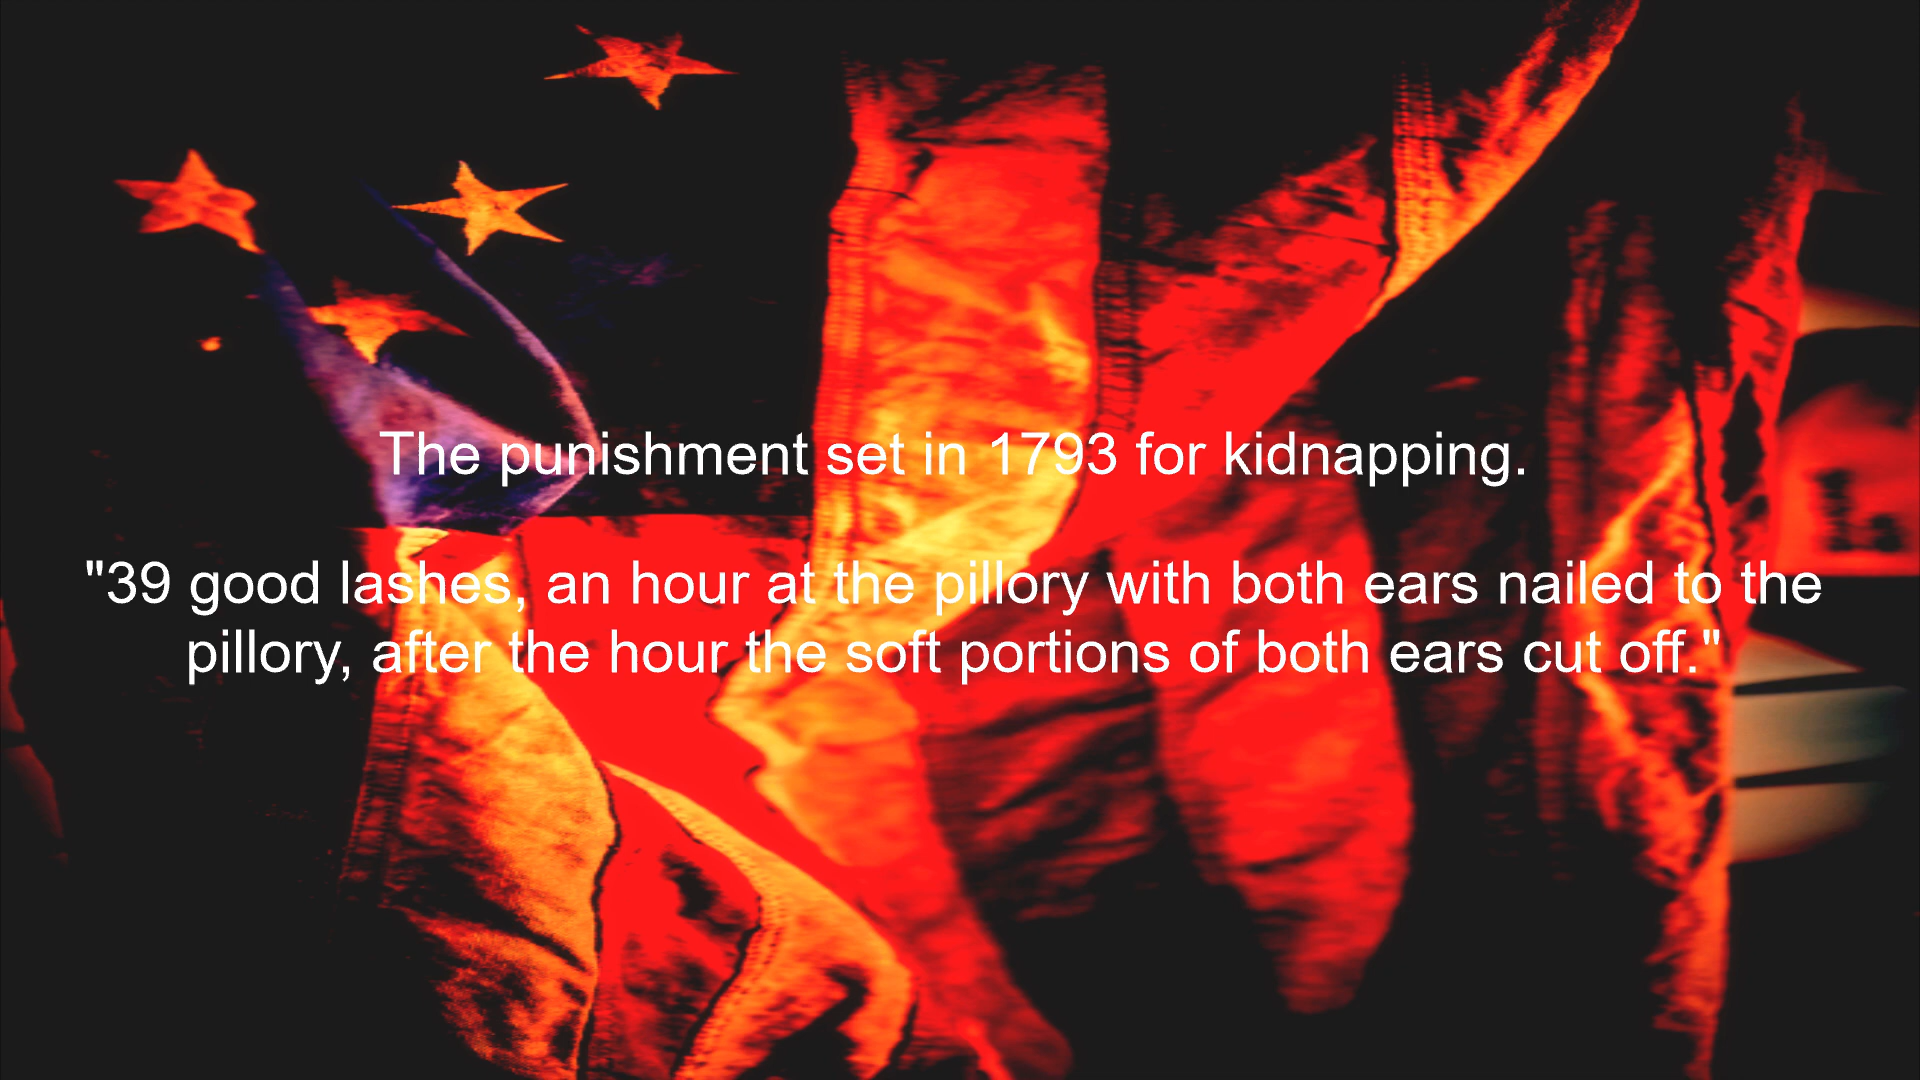 The punishment set in 1793 for kidnapping.
"39 good lashes, an hour at the pillory with both ears nailed to the
pillory, after the hour the soft portions of both ears cut off."